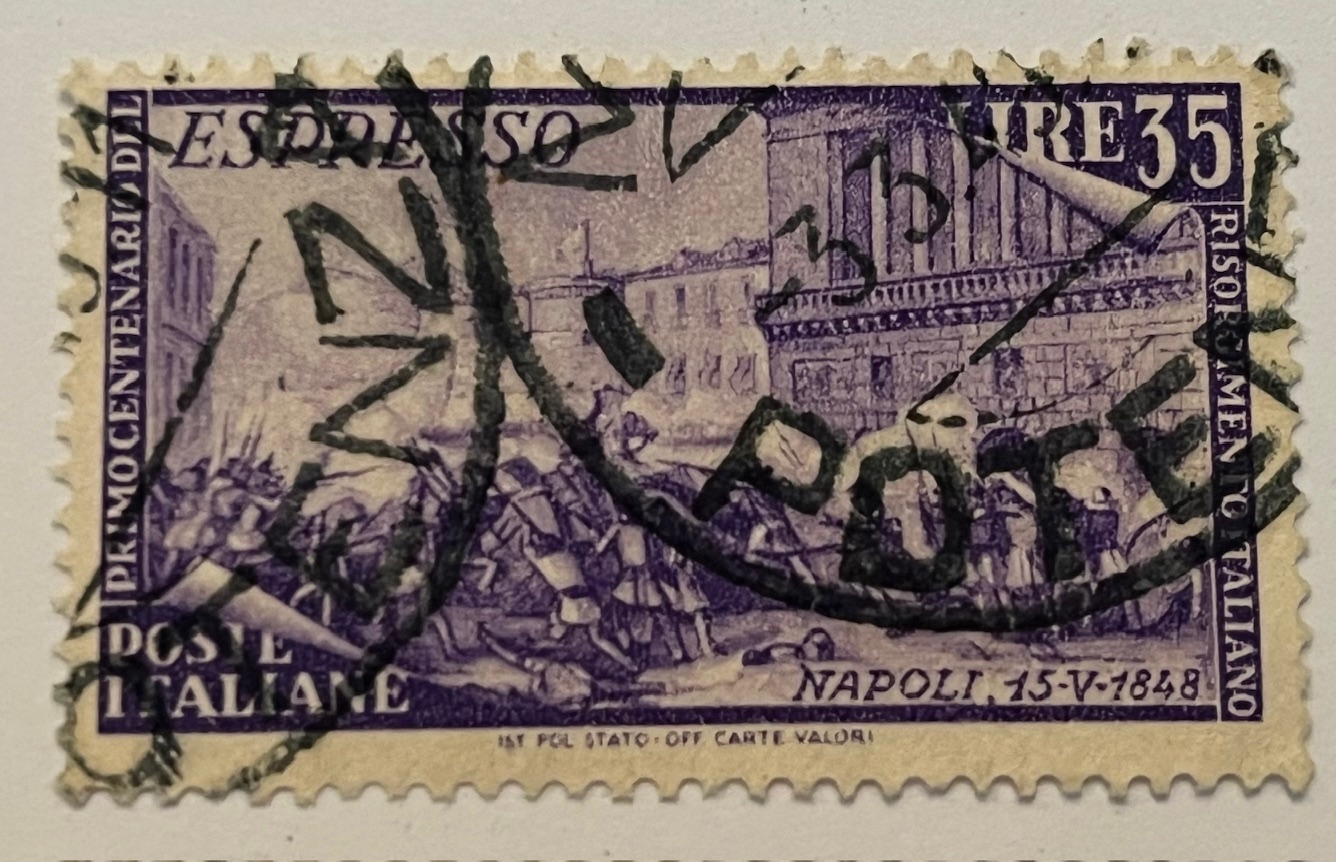 ESPRESSO
LIRE 35
PRIMO CENTENARIO DEL
RISORGIMENTO ITALIANO
POSTE
ITALIANE
NAPOLI, 15-V-1848
IST. POL. STATO · OFF. CARTE VALORI
POTEN